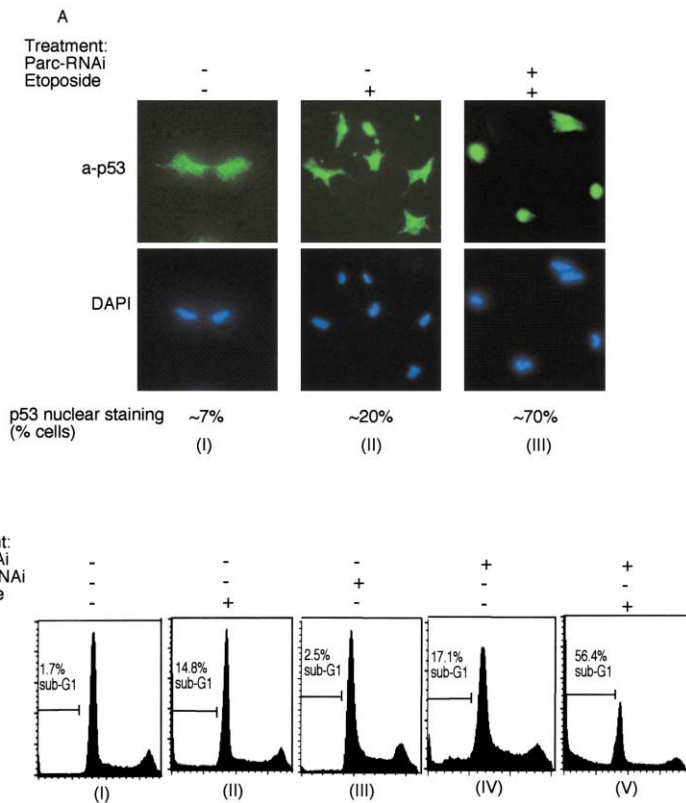 A
Treatment:
Parc-RNAi - - +
Etoposide - + +
a-p53
DAPI
p53 nuclear staining ~7% ~20% ~70%
(% cells)
(I) (II) (III)
- - - + +
- - + - -
- + - - +
1.7% sub-G1
14.8% sub-G1
2.5% sub-G1
17.1% sub-G1
56.4% sub-G1
(I) (II) (III) (IV) (V)